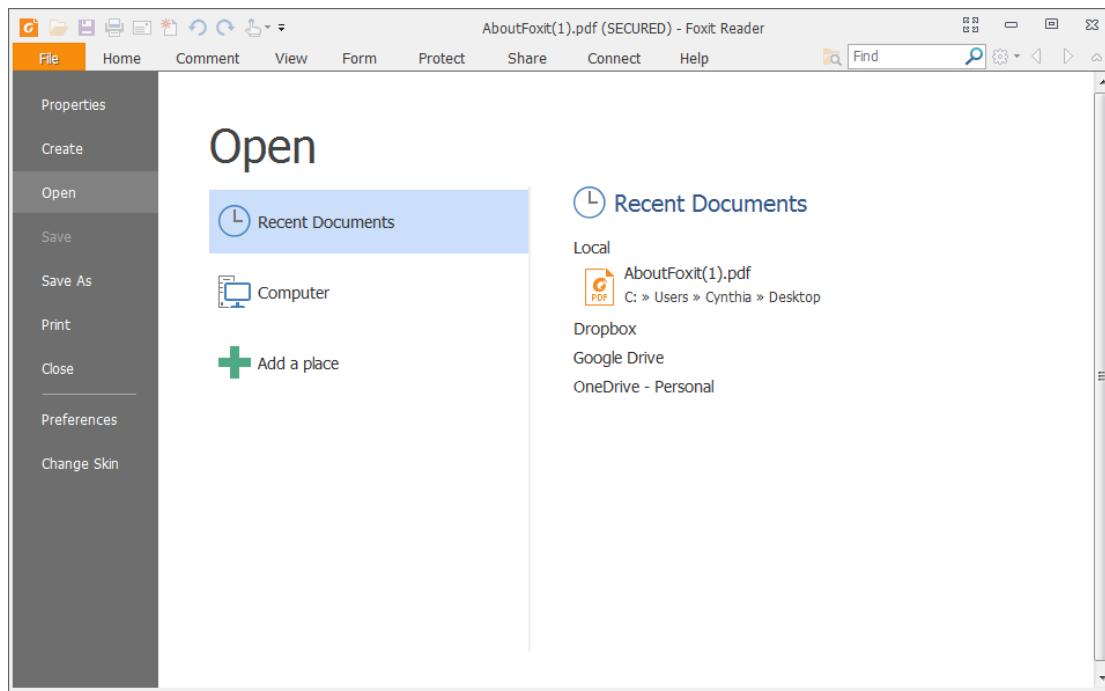 AboutFoxit(1).pdf (SECURED) - Foxit Reader
File Home Comment View Form Protect Share Connect Help Find
Properties
Create
Open
Save
Save As
Print
Close
Preferences
Change Skin
Open
Recent Documents
Computer
Add a place
Recent Documents
Local
AboutFoxit(1).pdf
PDF C: » Users » Cynthia » Desktop
Dropbox
Google Drive
OneDrive - Personal